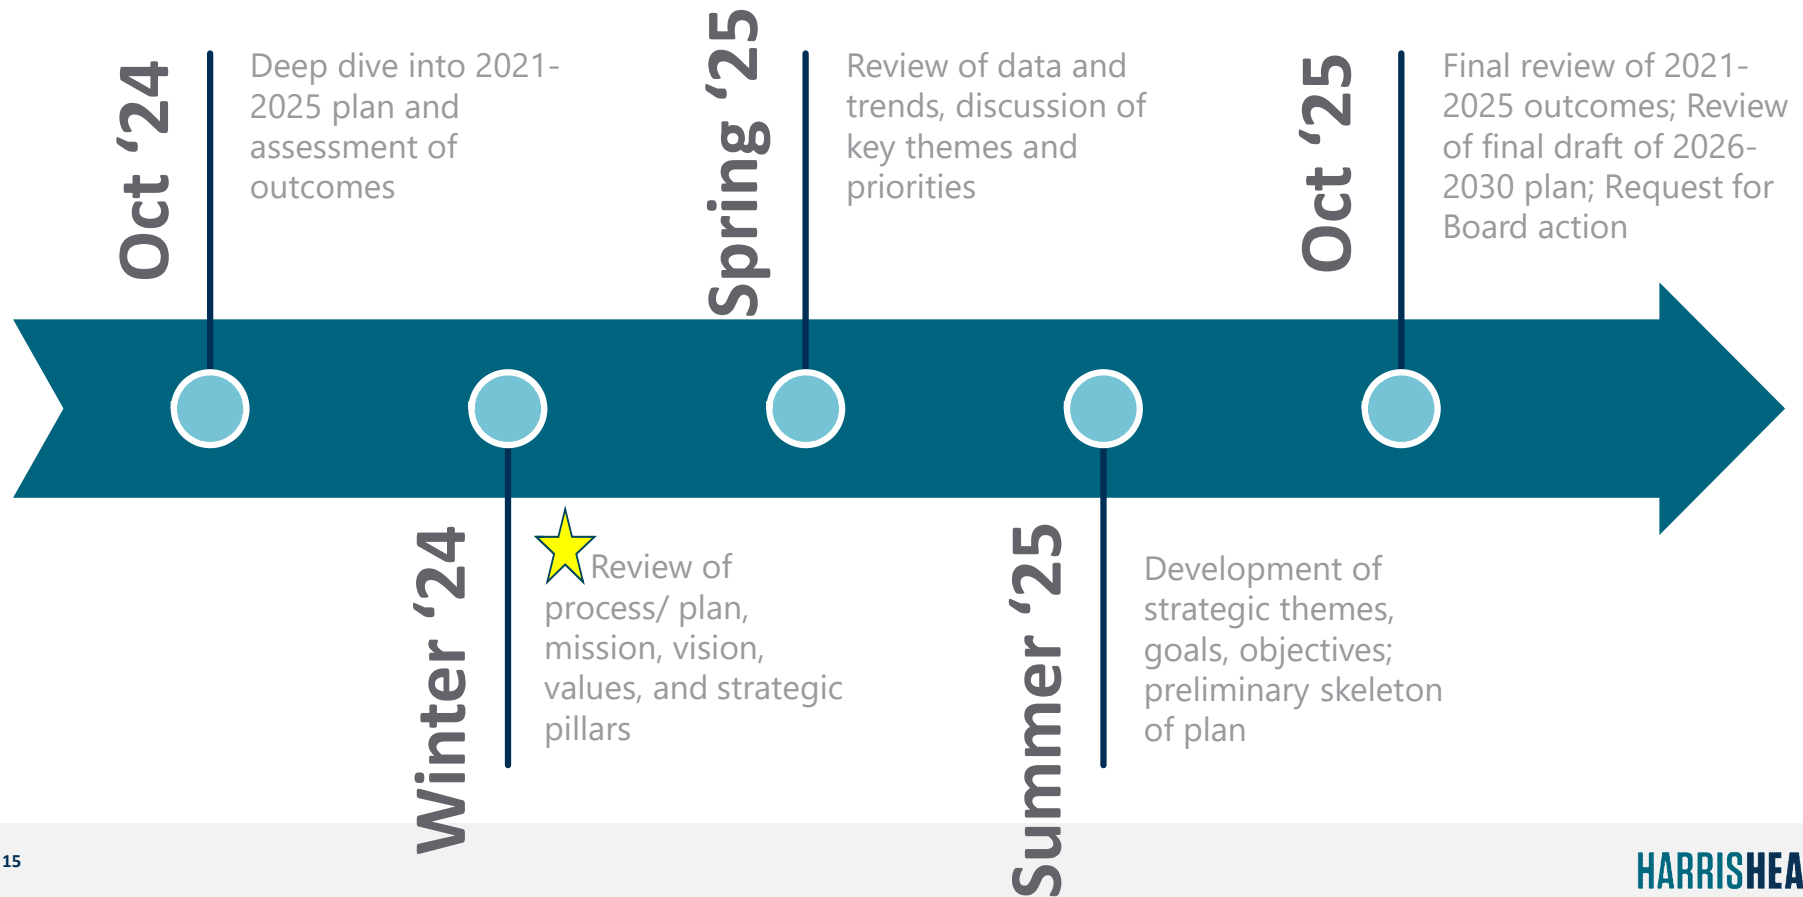 Oct ‘24
Deep dive into 2021-
2025 plan and
assessment of
outcomes
Winter ‘24
Review of
process/ plan,
mission, vision,
values, and strategic
pillars
Spring ‘25
Review of data and
trends, discussion of
key themes and
priorities
Summer ‘25
Development of
strategic themes,
goals, objectives;
preliminary skeleton
of plan
Oct ‘25
Final review of 2021-
2025 outcomes; Review
of final draft of 2026-
2030 plan; Request for
Board action
15
HARRISHEA